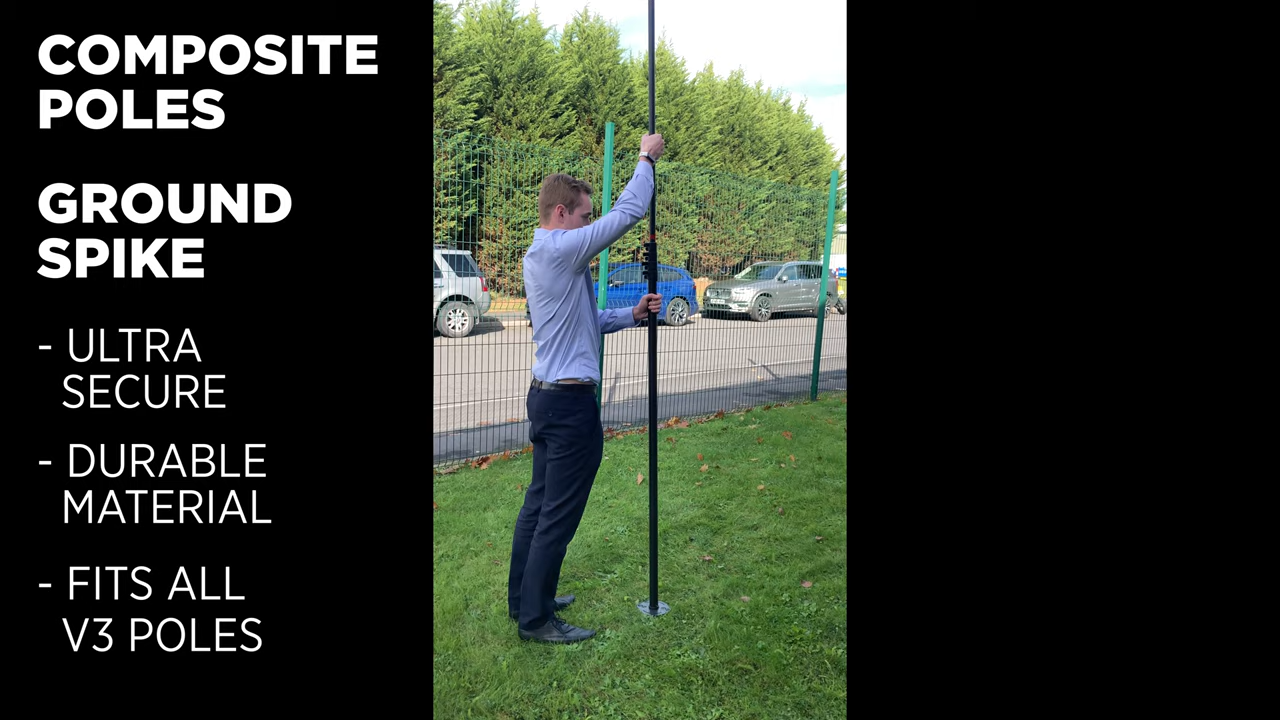 COMPOSITE
POLES
GROUND
SPIKE
- ULTRA
SECURE
- DURABLE
MATERIAL
- FITS ALL
V3 POLES